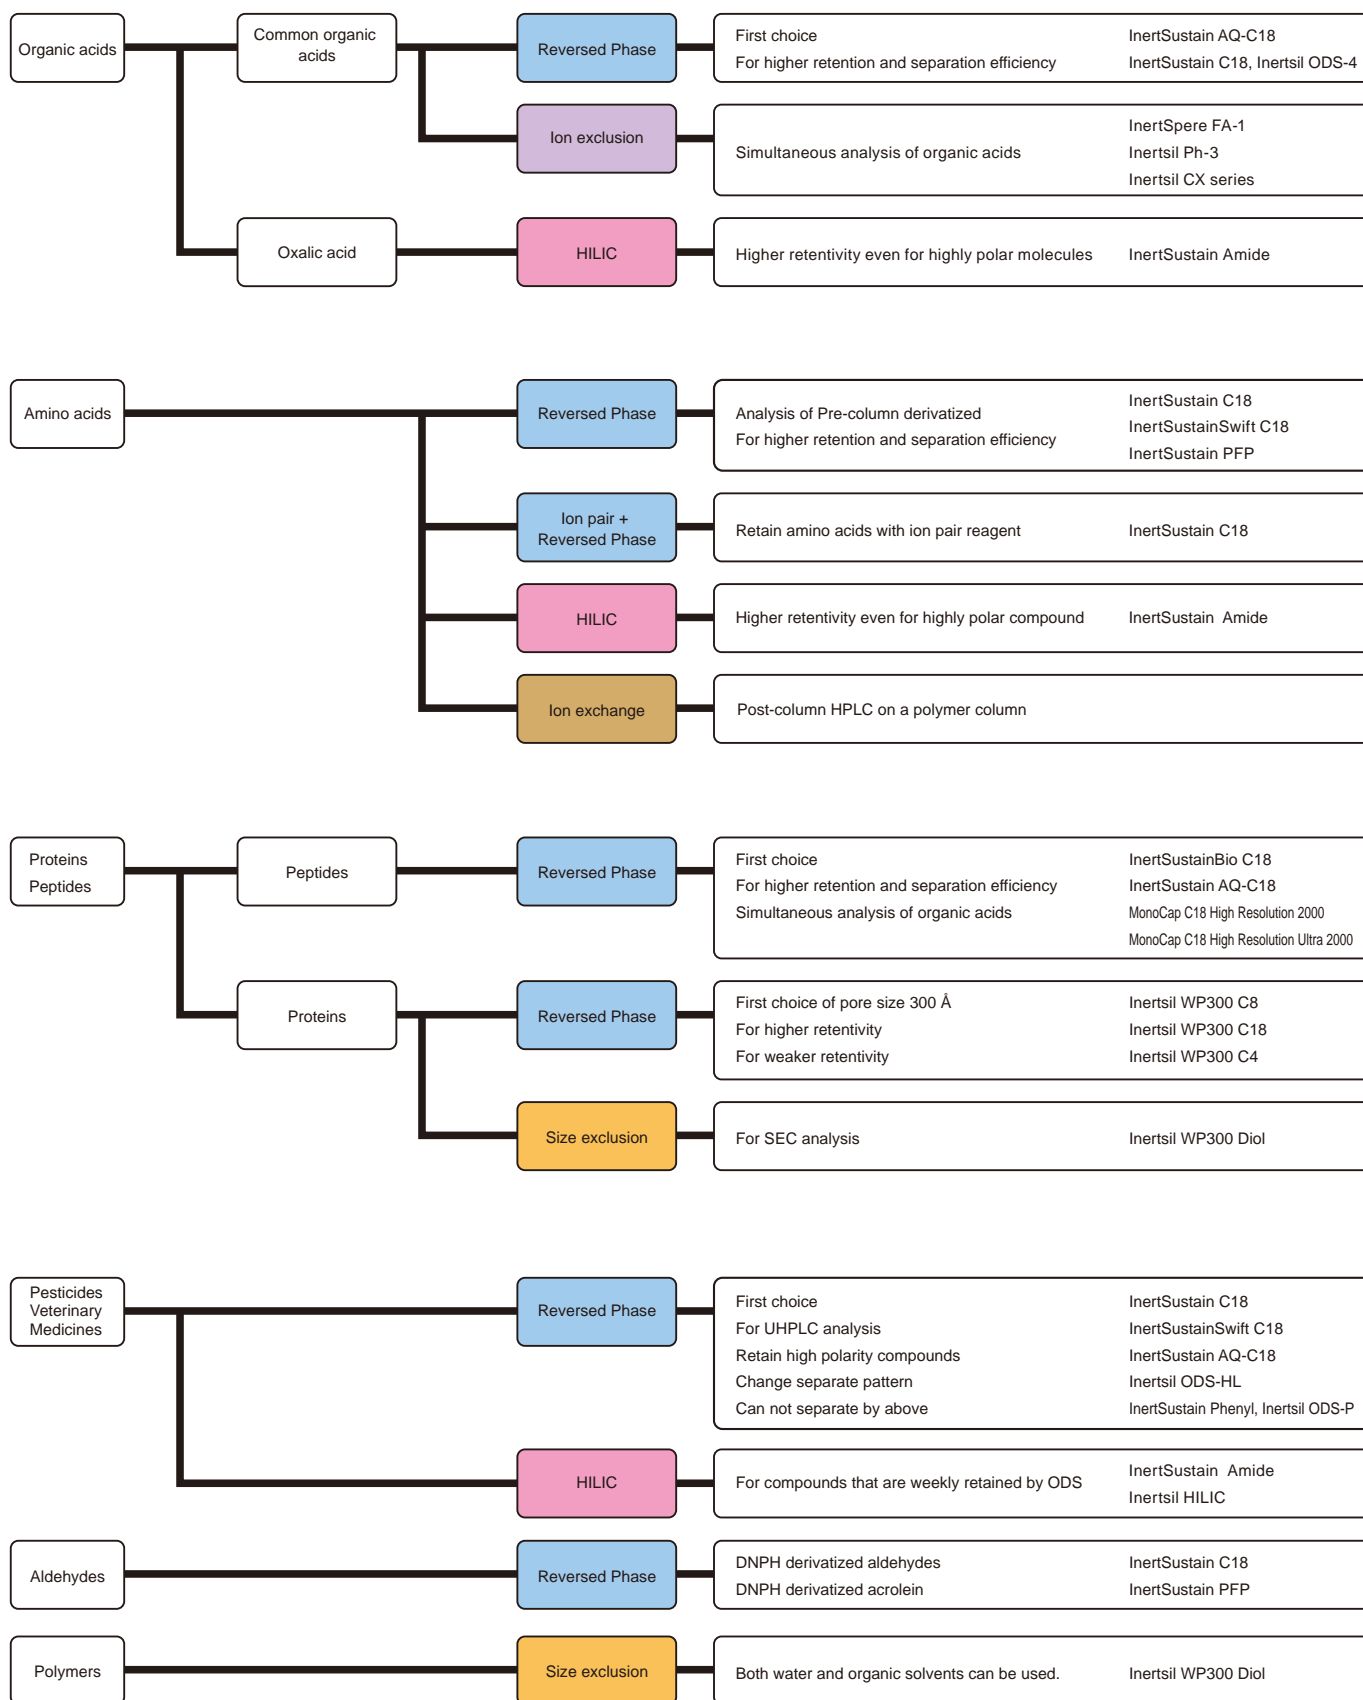 Organic acids
Common organic
acids
Reversed Phase
First choice InertSustain AQ-C18
For higher retention and separation efficiency InertSustain C18, Inertsil ODS-4
Ion exclusion
Simultaneous analysis of organic acids
InertSpere FA-1
Inertsil Ph-3
Inertsil CX series
Oxalic acid
HILIC
Higher retentivity even for highly polar molecules InertSustain Amide
Amino acids
Reversed Phase
Analysis of Pre-column derivatized
For higher retention and separation efficiency
InertSustain C18
InertSustainSwift C18
InertSustain PFP
Ion pair +
Reversed Phase
Retain amino acids with ion pair reagent InertSustain C18
HILIC
Higher retentivity even for highly polar compound InertSustain Amide
Ion exchange
Post-column HPLC on a polymer column
Proteins
Peptides
Peptides
Reversed Phase
First choice InertSustainBio C18
For higher retention and separation efficiency InertSustain AQ-C18
Simultaneous analysis of organic acids MonoCap C18 High Resolution 2000
MonoCap C18 High Resolution Ultra 2000
Proteins
Reversed Phase
First choice of pore size 300 Å Inertsil WP300 C8
For higher retentivity Inertsil WP300 C18
For weaker retentivity Inertsil WP300 C4
Size exclusion
For SEC analysis Inertsil WP300 Diol
Pesticides
Veterinary
Medicines
Reversed Phase
First choice InertSustain C18
For UHPLC analysis InertSustainSwift C18
Retain high polarity compounds InertSustain AQ-C18
Change separate pattern Inertsil ODS-HL
Can not separate by above InertSustain Phenyl, Inertsil ODS-P
HILIC
For compounds that are weekly retained by ODS
InertSustain Amide
Inertsil HILIC
Aldehydes
Reversed Phase
DNPH derivatized aldehydes InertSustain C18
DNPH derivatized acrolein InertSustain PFP
Polymers
Size exclusion
Both water and organic solvents can be used. Inertsil WP300 Diol